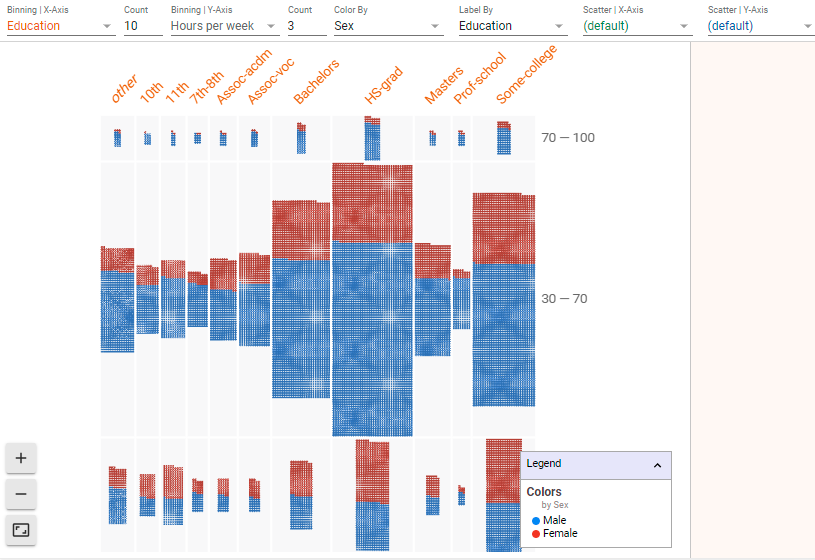 Binning | X-Axis Count Binning | Y-Axis Count Color By Label By Scatter | X-Axis Scatter | Y-Axis
Education 10 Hours per week 3 Sex Education (default) (default)
other 10th 11th 7th-8th Assoc-acdm Assoc-voc Bachelors HS-grad Masters Prof-school Some-college
70 — 100
30 — 70
Legend
Colors
by Sex
Male
Female